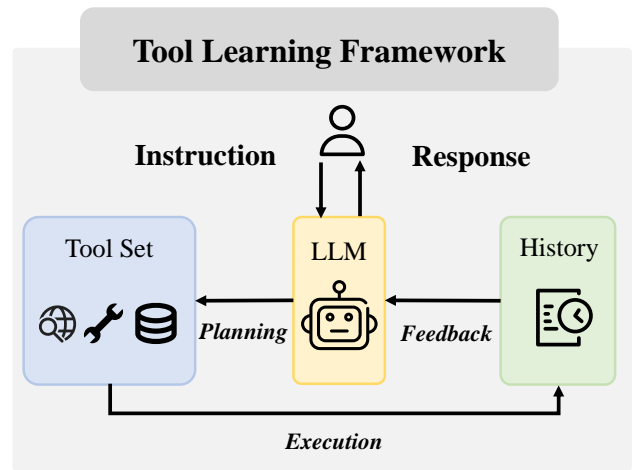 Tool Learning Framework
Instruction
Response
Tool Set
LLM
History
Planning
Feedback
Execution